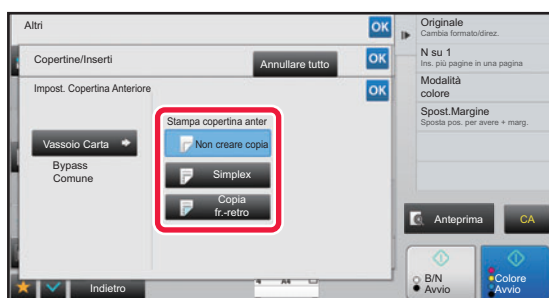 Altri
OK
Copertine/Inserti
Annullare tutto
OK
Impost. Copertina Anteriore
OK
Stampa copertina anter
Vassoio Carta
Bypass
Comune
Non creare copia
Simplex
Copia
fr.-retro
Indietro
A4
Originale
Cambia formato/direz.
N su 1
Ins. più pagine in una pagina
Modalità
colore
Spost.Margine
Sposta pos. per avere + marg.
Anteprima
CA
B/N
Avvio
Colore
Avvio